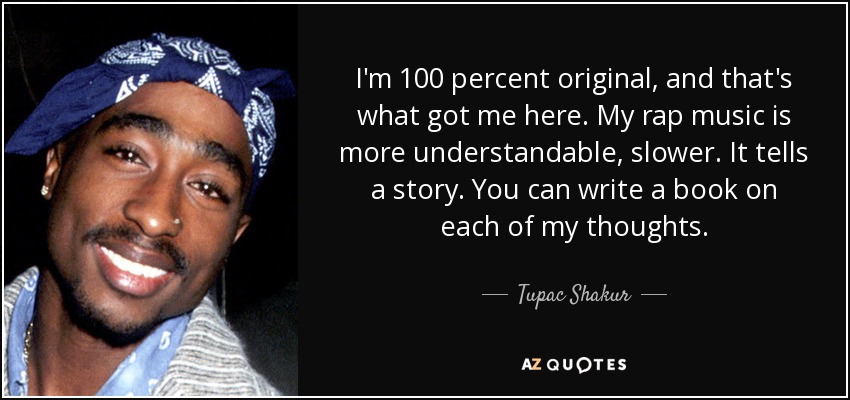 I'm 100 percent original, and that's
what got me here. My rap music is
more understandable, slower. It tells
a story. You can write a book on
each of my thoughts.
Tupac Shakur
AZ QUOTES